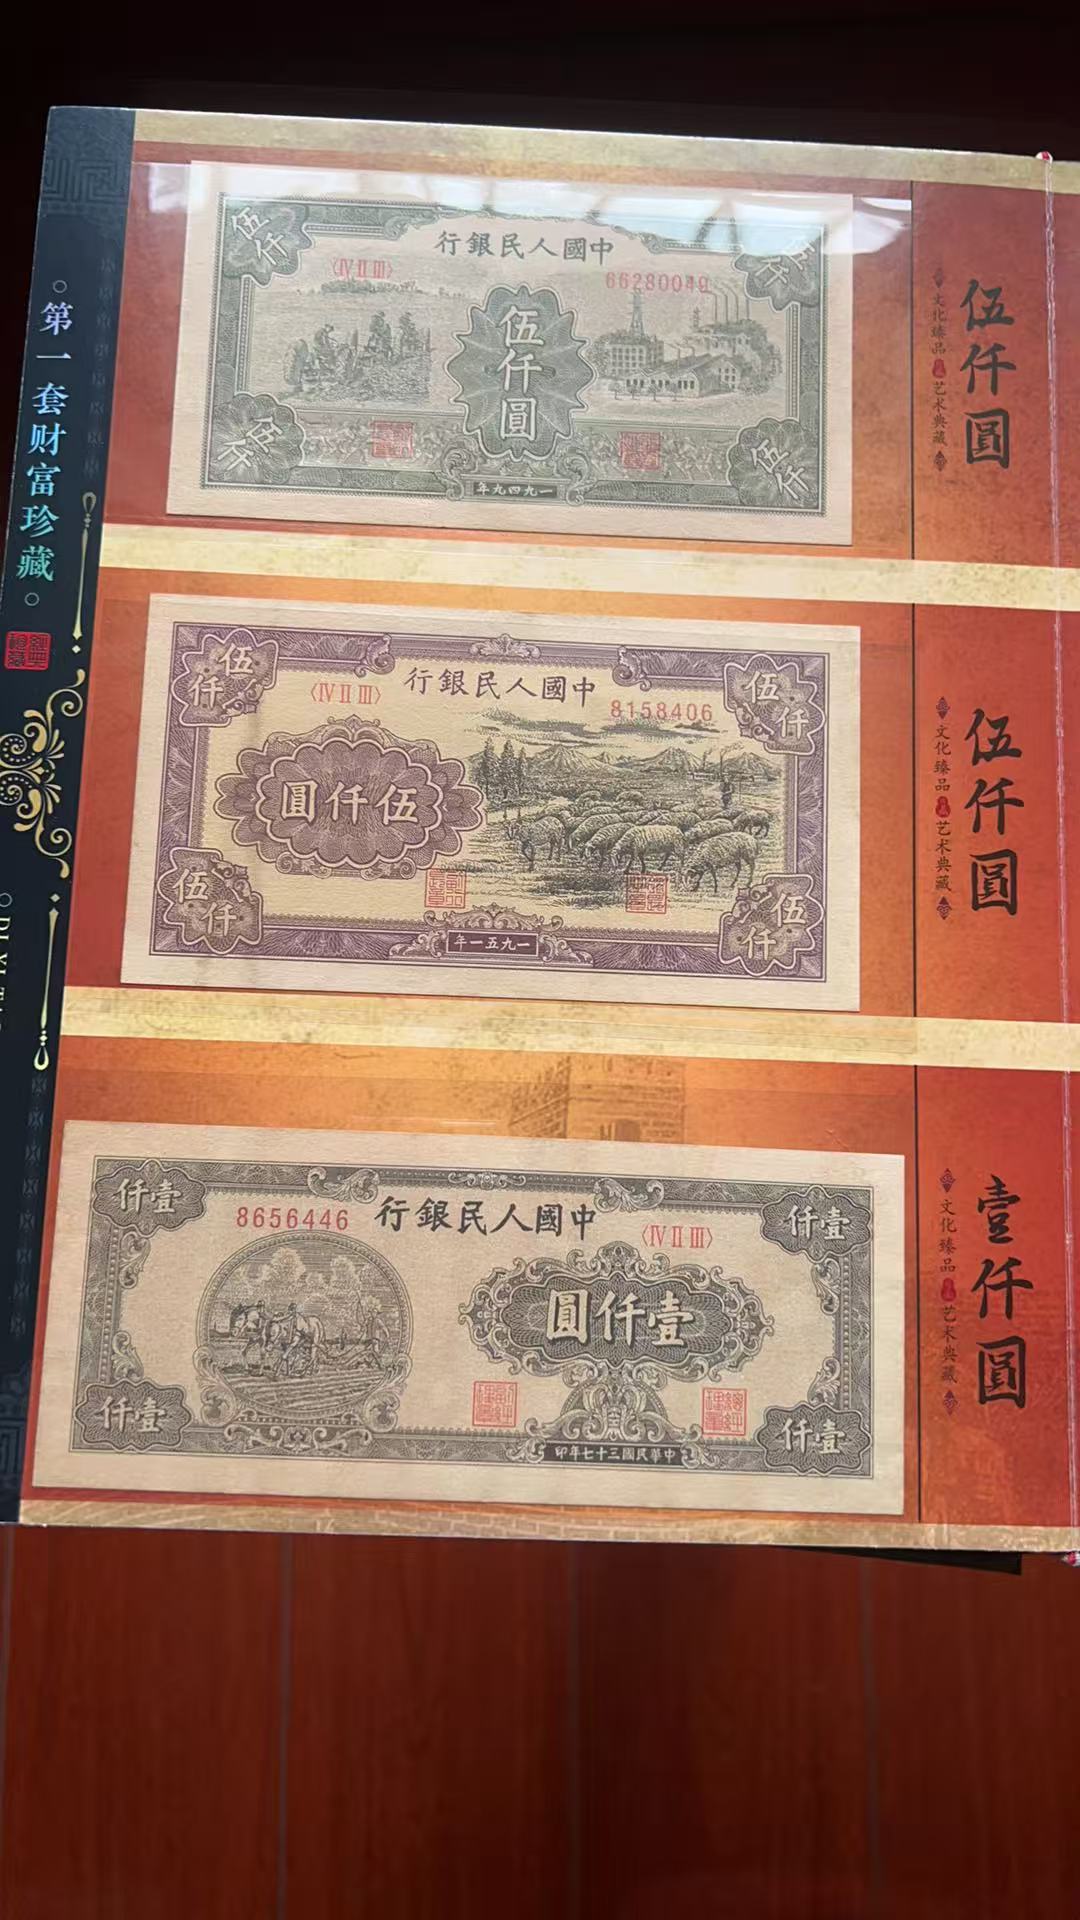 第一套财富珍藏
伍仟
中國人民銀行
〈Ⅳ Ⅱ Ⅲ〉
66280049
伍仟圓
伍仟
伍仟
一九四九年
伍仟圓
文化臻品
艺术典藏
伍仟
伍仟
中國人民銀行
〈Ⅳ Ⅱ Ⅲ〉
8158406
伍仟圓
伍仟
伍仟
一九五一年
伍仟圓
文化臻品
艺术典藏
壹仟
壹仟
中國人民銀行
8656446
〈Ⅳ Ⅱ Ⅲ〉
壹仟圓
壹仟
壹仟
中華民國三十七年印
壹仟圓
文化臻品
艺术典藏